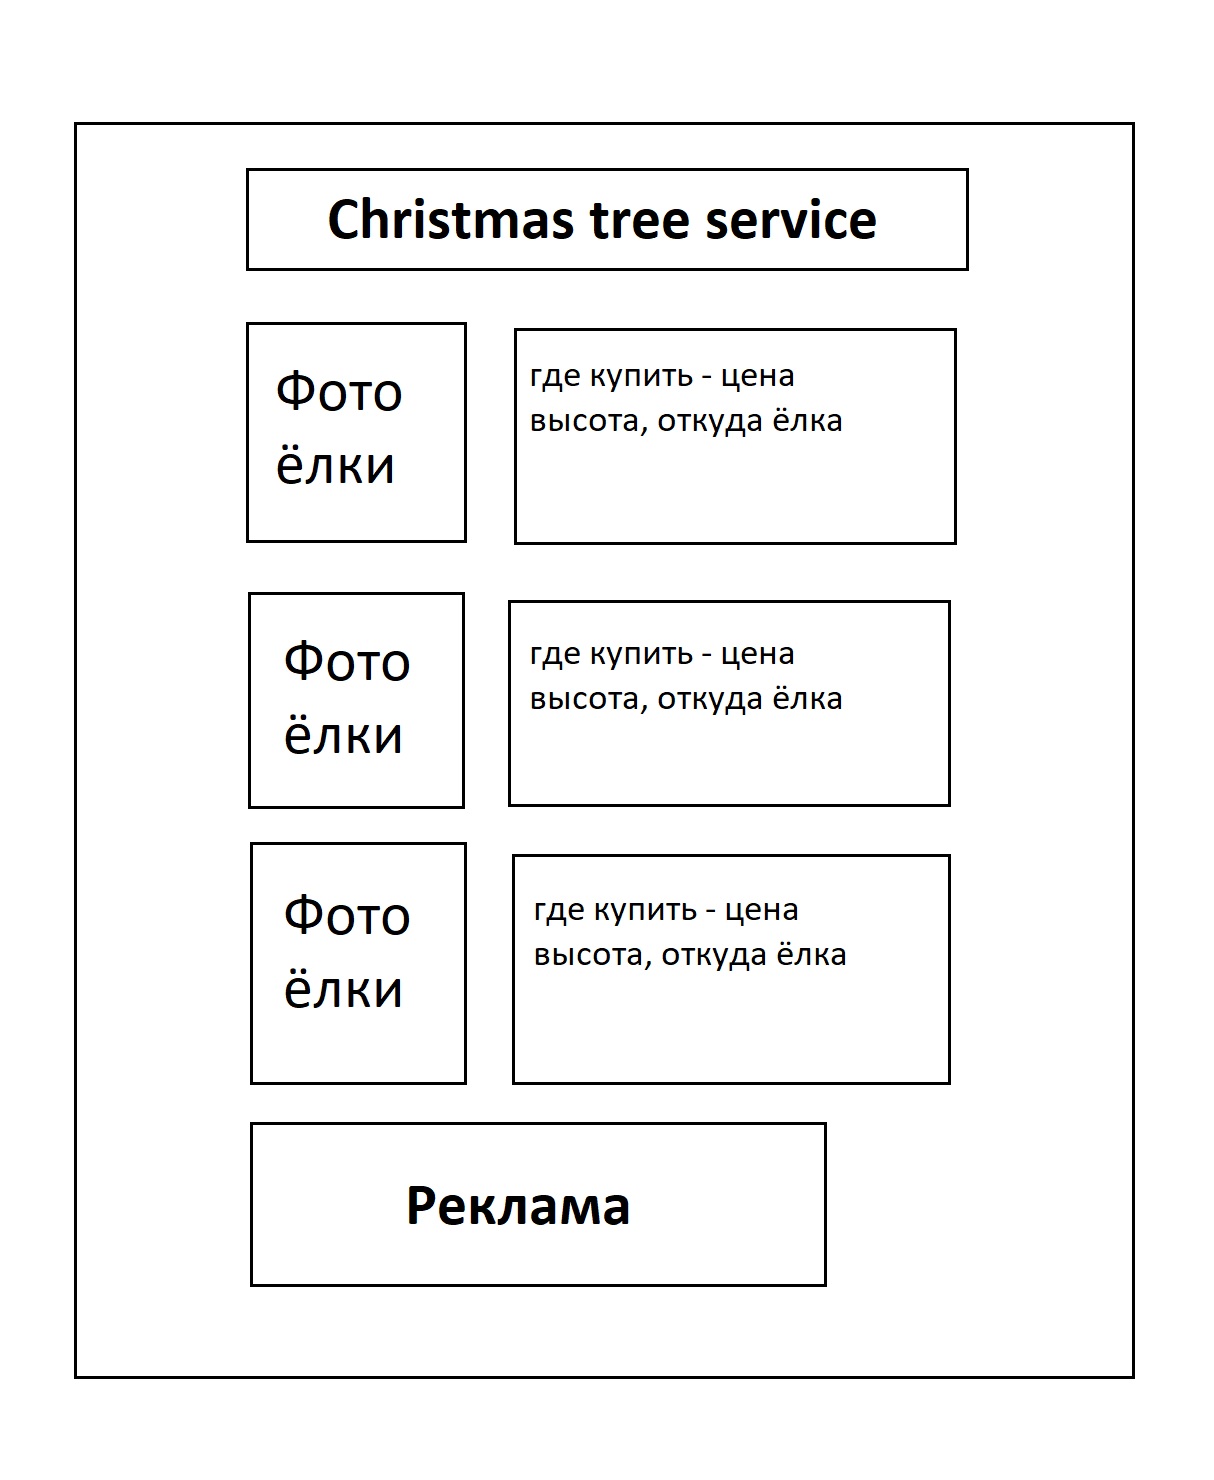 Christmas tree service
Фото
ёлки
где купить - цена
высота, откуда ёлка
Фото
ёлки
где купить - цена
высота, откуда ёлка
Фото
ёлки
где купить - цена
высота, откуда ёлка
Реклама